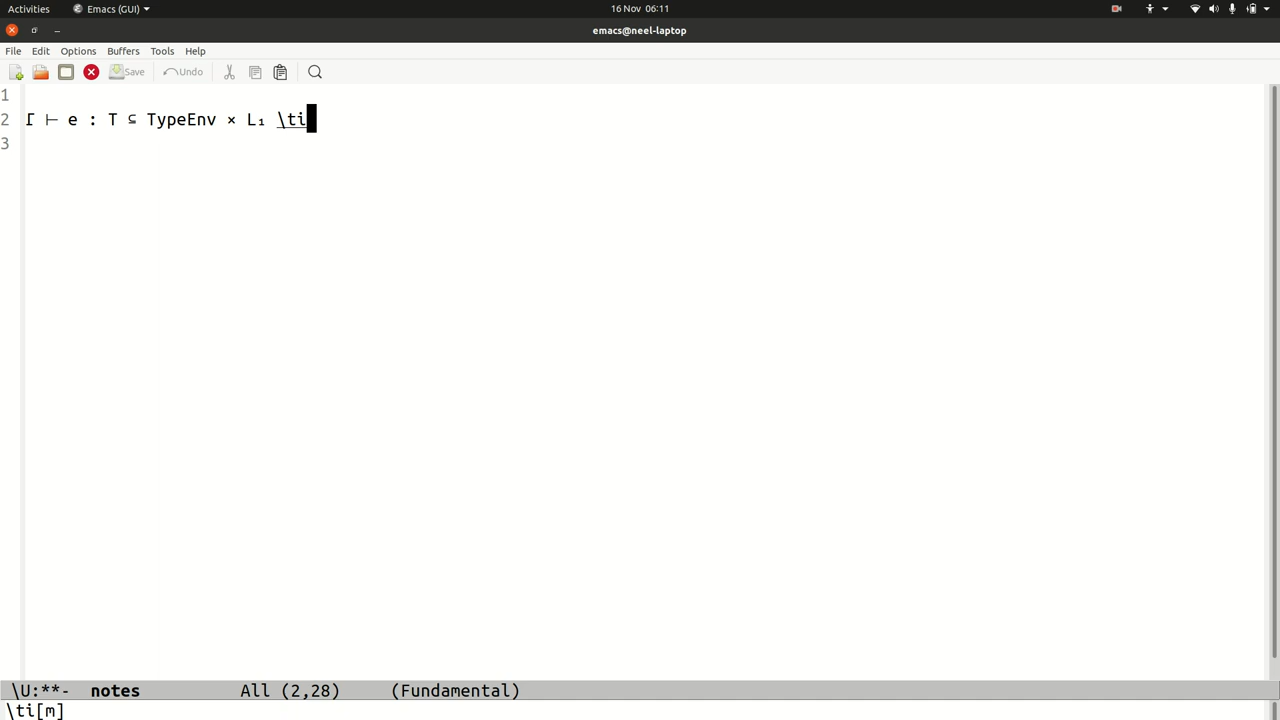 Activities Emacs (GUI) 16 Nov 06:11
emacs@neel-laptop
File Edit Options Buffers Tools Help
Save Undo
1
2 Γ ⊢ e : T ⊆ TypeEnv × L₁ \ti
3
\U:**- notes All (2,28) (Fundamental)
\ti[m]